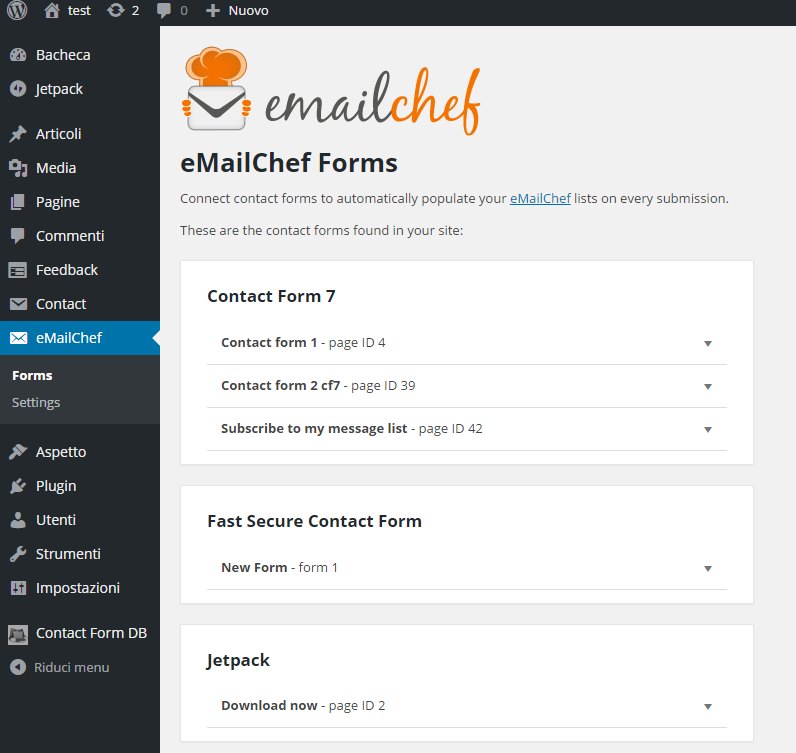 test 2 0 Nuovo
Bacheca
Jetpack
Articoli
Media
Pagine
Commenti
Feedback
Contact
eMailChef
Forms
Settings
Aspetto
Plugin
Utenti
Strumenti
Impostazioni
Contact Form DB
Riduci menu
emailchef
eMailChef Forms
Connect contact forms to automatically populate your eMailChef lists on every submission.
These are the contact forms found in your site:
Contact Form 7
Contact form 1 - page ID 4
Contact form 2 cf7 - page ID 39
Subscribe to my message list - page ID 42
Fast Secure Contact Form
New Form - form 1
Jetpack
Download now - page ID 2